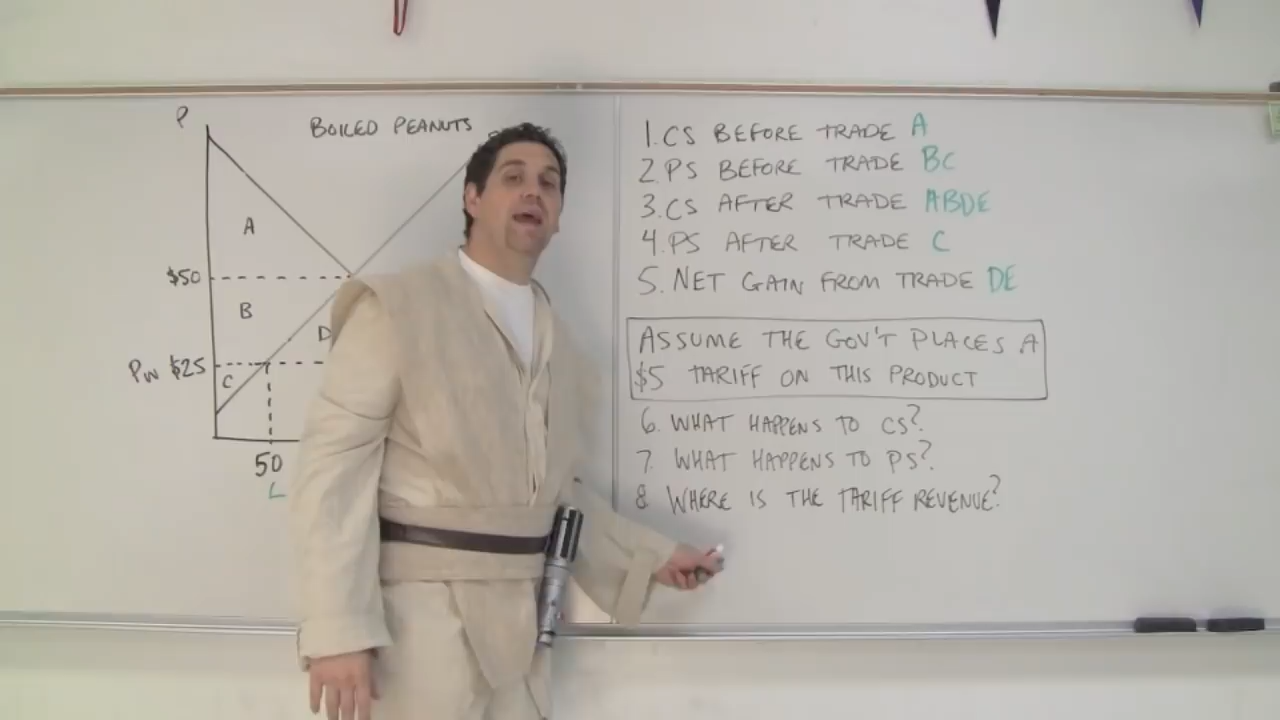 P
BOILED PEANUTS
A
$50
B
D
PW $25
C
50
L
1. CS BEFORE TRADE A
2. PS BEFORE TRADE BC
3. CS AFTER TRADE ABDE
4. PS AFTER TRADE C
5. NET GAIN FROM TRADE DE
ASSUME THE GOV'T PLACES A
$5 TARIFF ON THIS PRODUCT
6. WHAT HAPPENS TO CS?
7. WHAT HAPPENS TO PS?
8 WHERE IS THE TARIFF REVENUE?